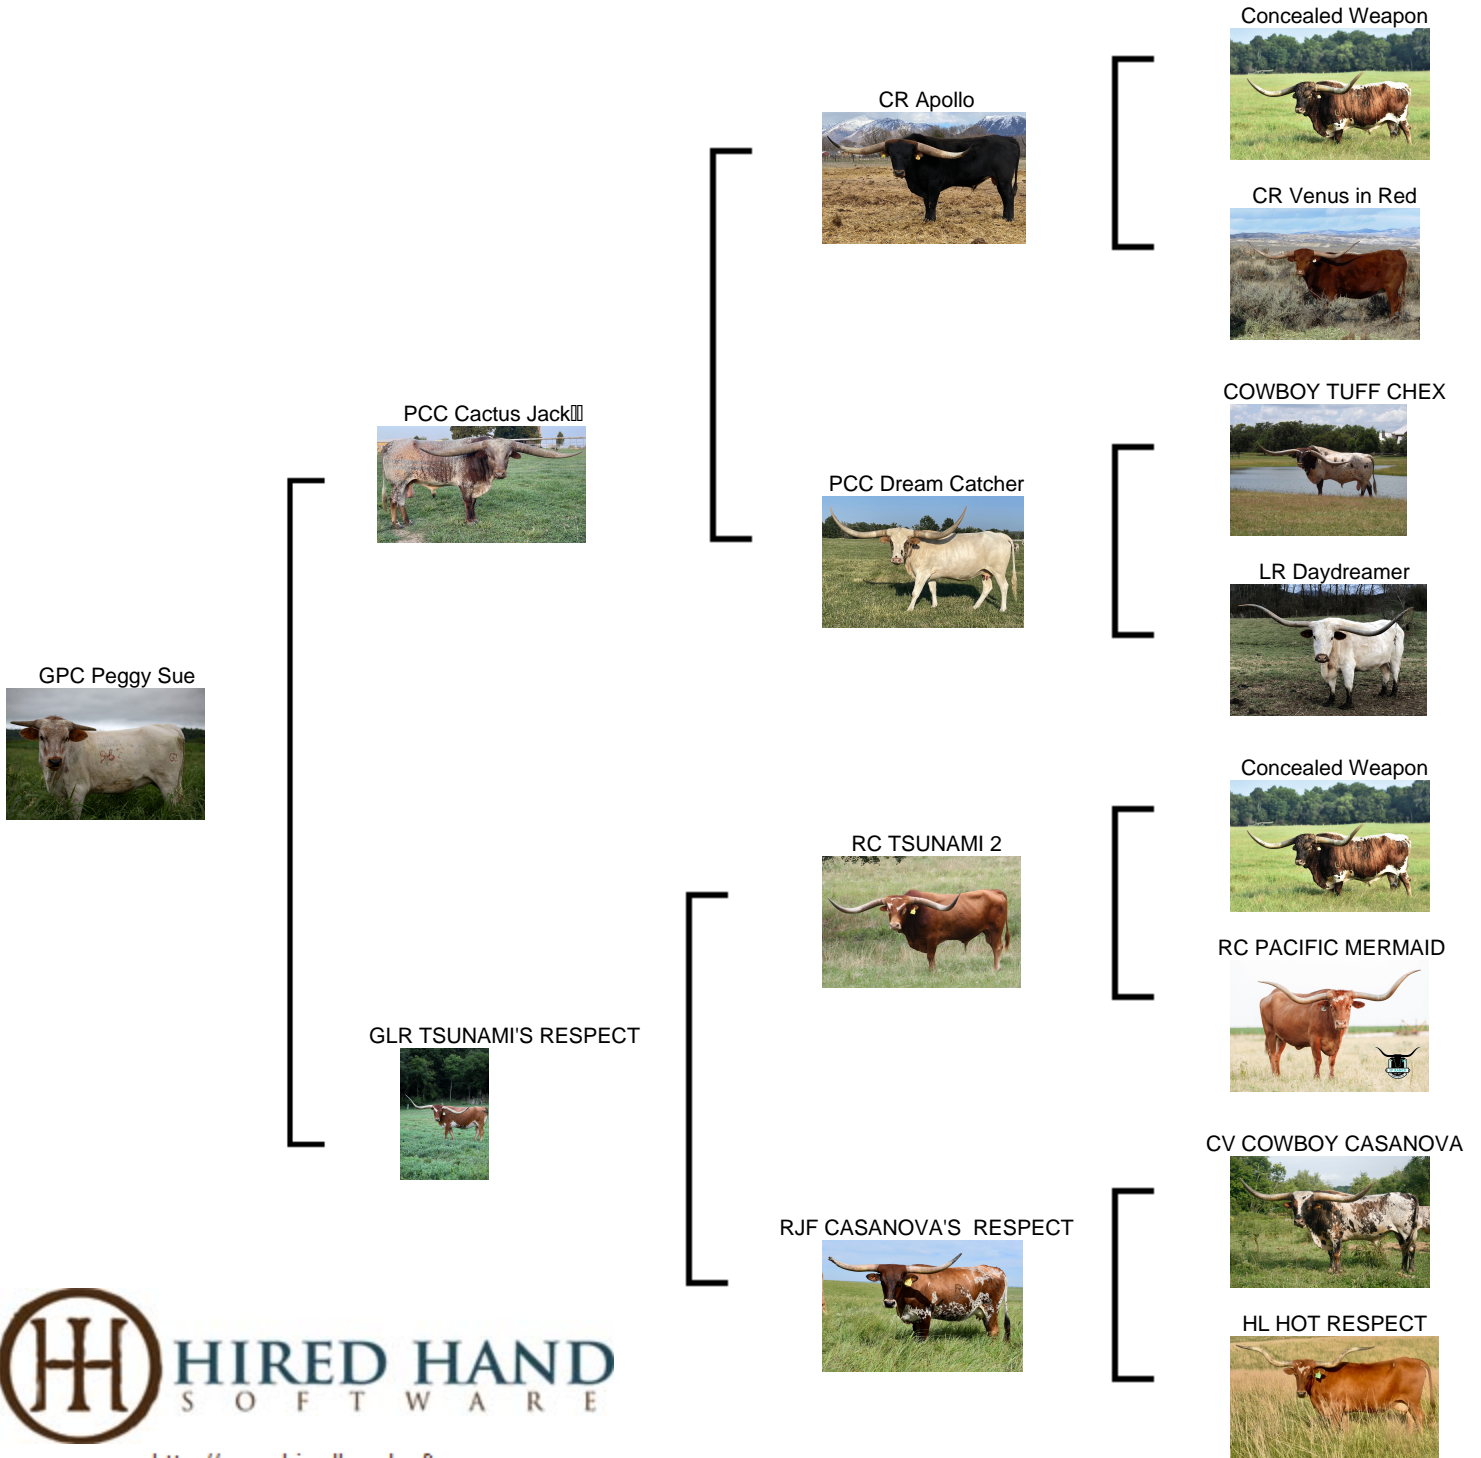 Concealed Weapon
CR Apollo
CR Venus in Red
COWBOY TUFF CHEX
PCC Cactus Jack
PCC Dream Catcher
LR Daydreamer
GPC Peggy Sue
Concealed Weapon
RC TSUNAMI 2
RC PACIFIC MERMAID
GLR TSUNAMI'S RESPECT
CV COWBOY CASANOVA
RJF CASANOVA'S  RESPECT
HL HOT RESPECT
HIRED HAND
SOFTWARE